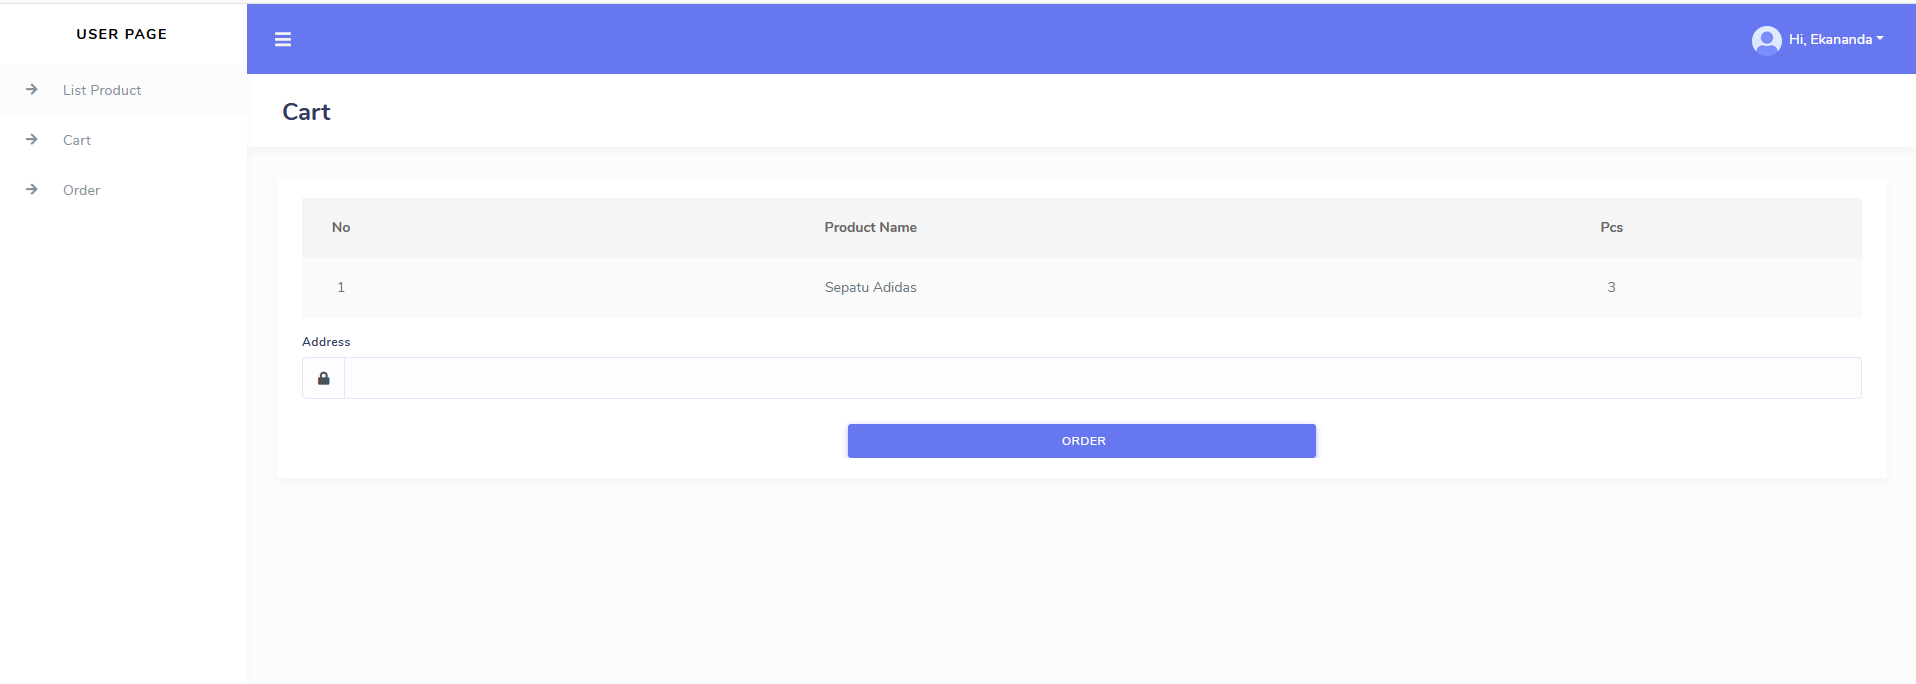 USER PAGE
Hi, Ekananda
List Product
Cart
Order
Cart
No Product Name Pcs
1 Sepatu Adidas 3
Address
ORDER